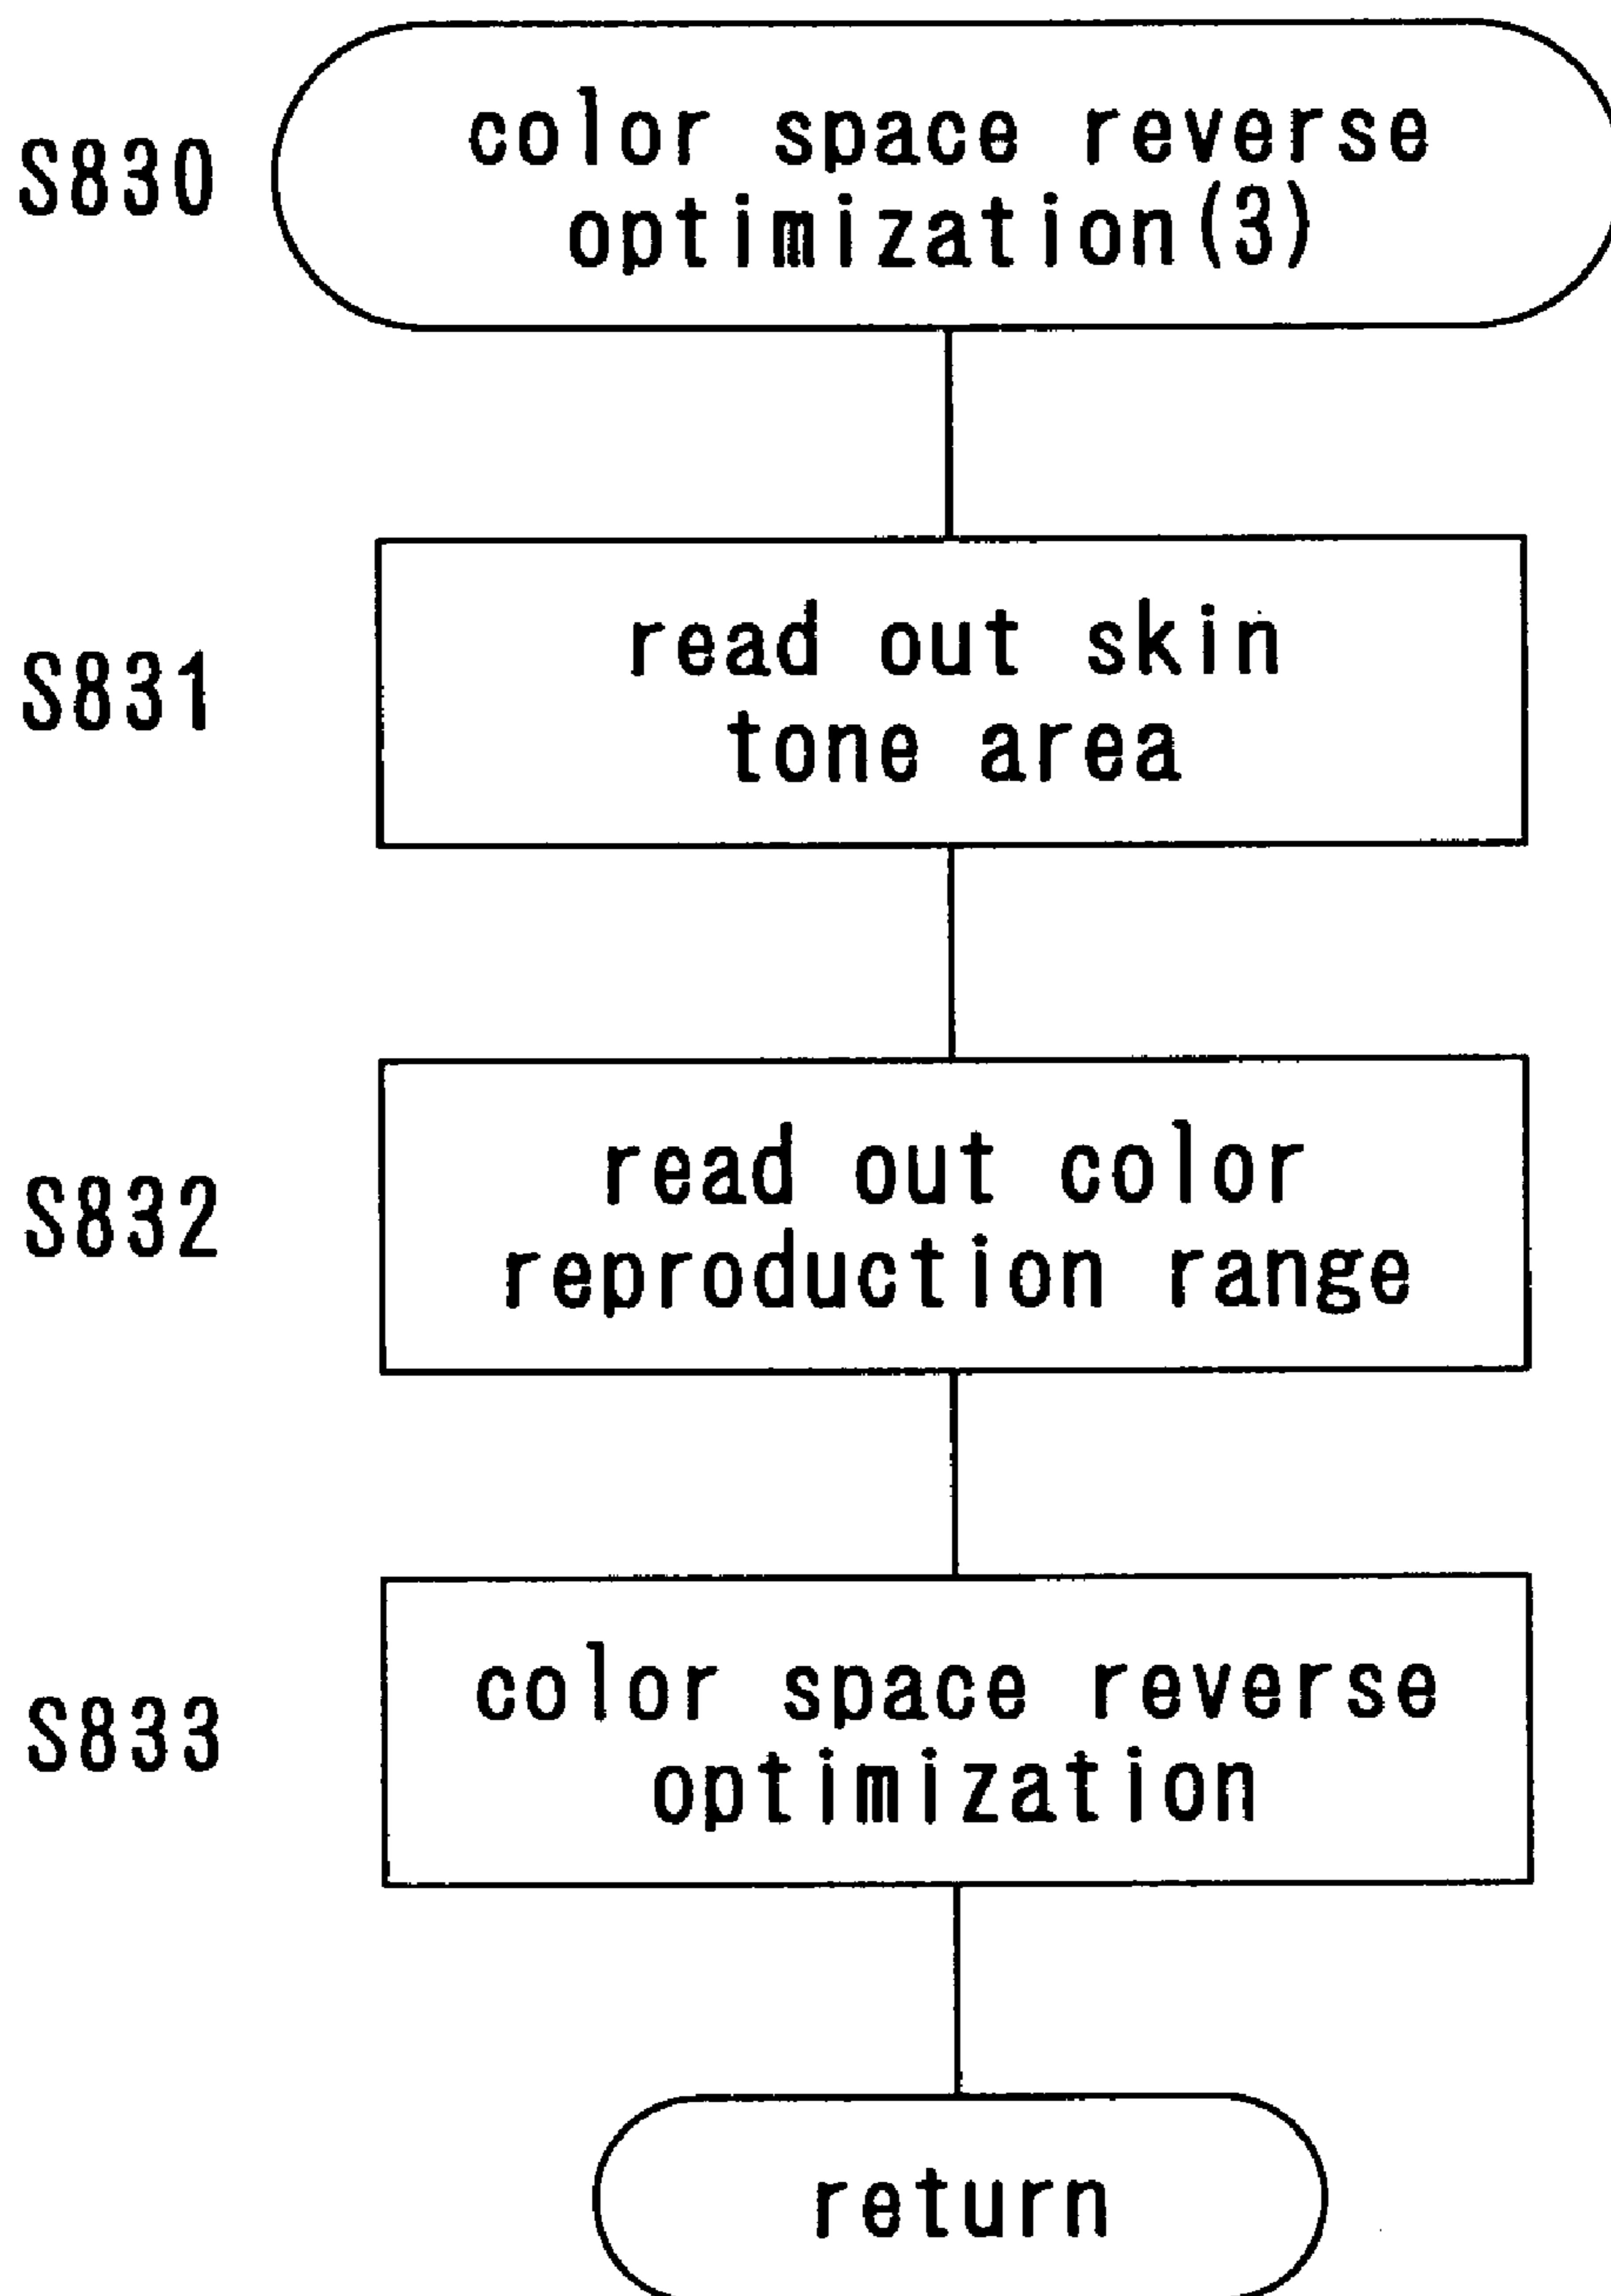 S830
color space reverse
optimization(3)
S831
read out skin
tone area
S832
read out color
reproduction range
S833
color space reverse
optimization
return